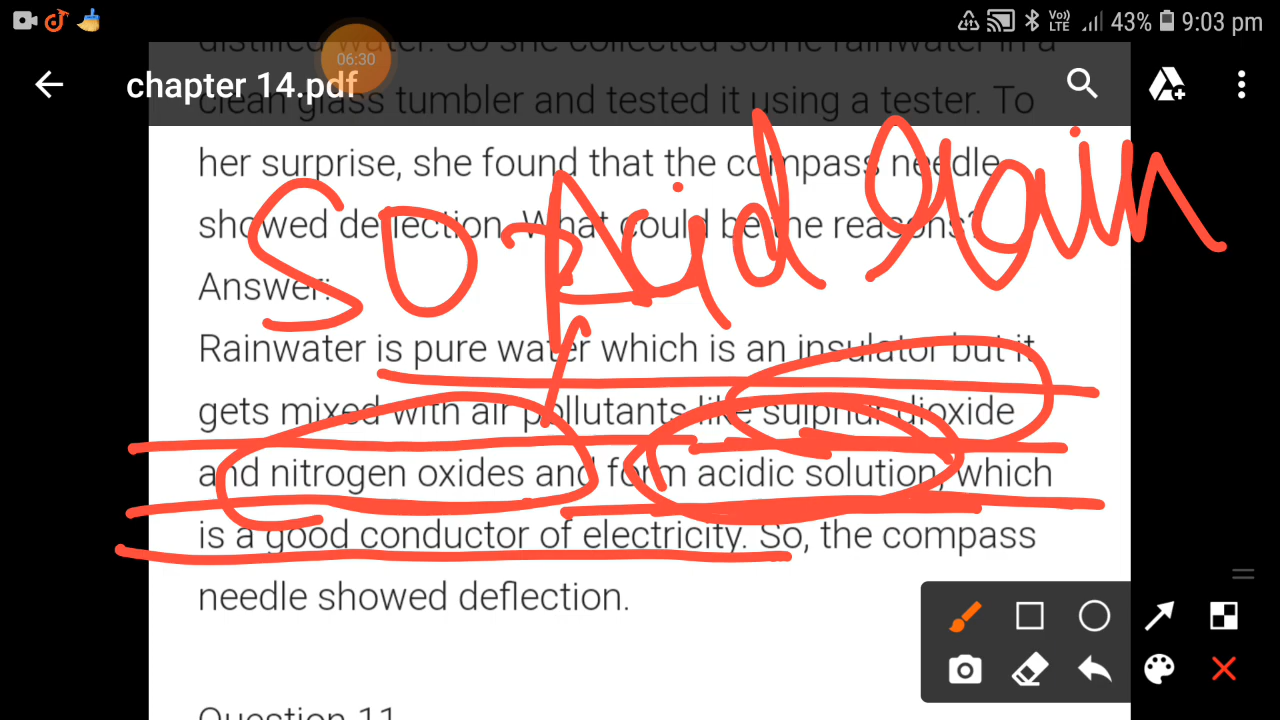 Vo)) LTE 43% 9:03 pm
06:30
chapter 14.pdf
distilled water. So she collected some rainwater in a
clean glass tumbler and tested it using a tester. To
her surprise, she found that the compass needle
showed deflection. What could be the reasons?
SO2 Acid Rain
Answer:
Rainwater is pure water which is an insulator but it
gets mixed with air pollutants like sulphur dioxide
and nitrogen oxides and form acidic solution, which
is a good conductor of electricity. So, the compass
needle showed deflection.
Question 11